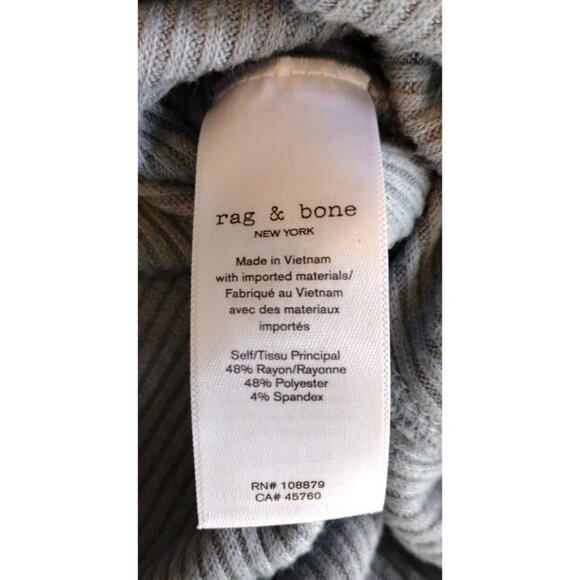 rag & bone
NEW YORK
Made in Vietnam
with imported materials/
Fabriqué au Vietnam
avec des materiaux
importés
Self/Tissu Principal
48% Rayon/Rayonne
48% Polyester
4% Spandex
RN# 108879
CA# 45760